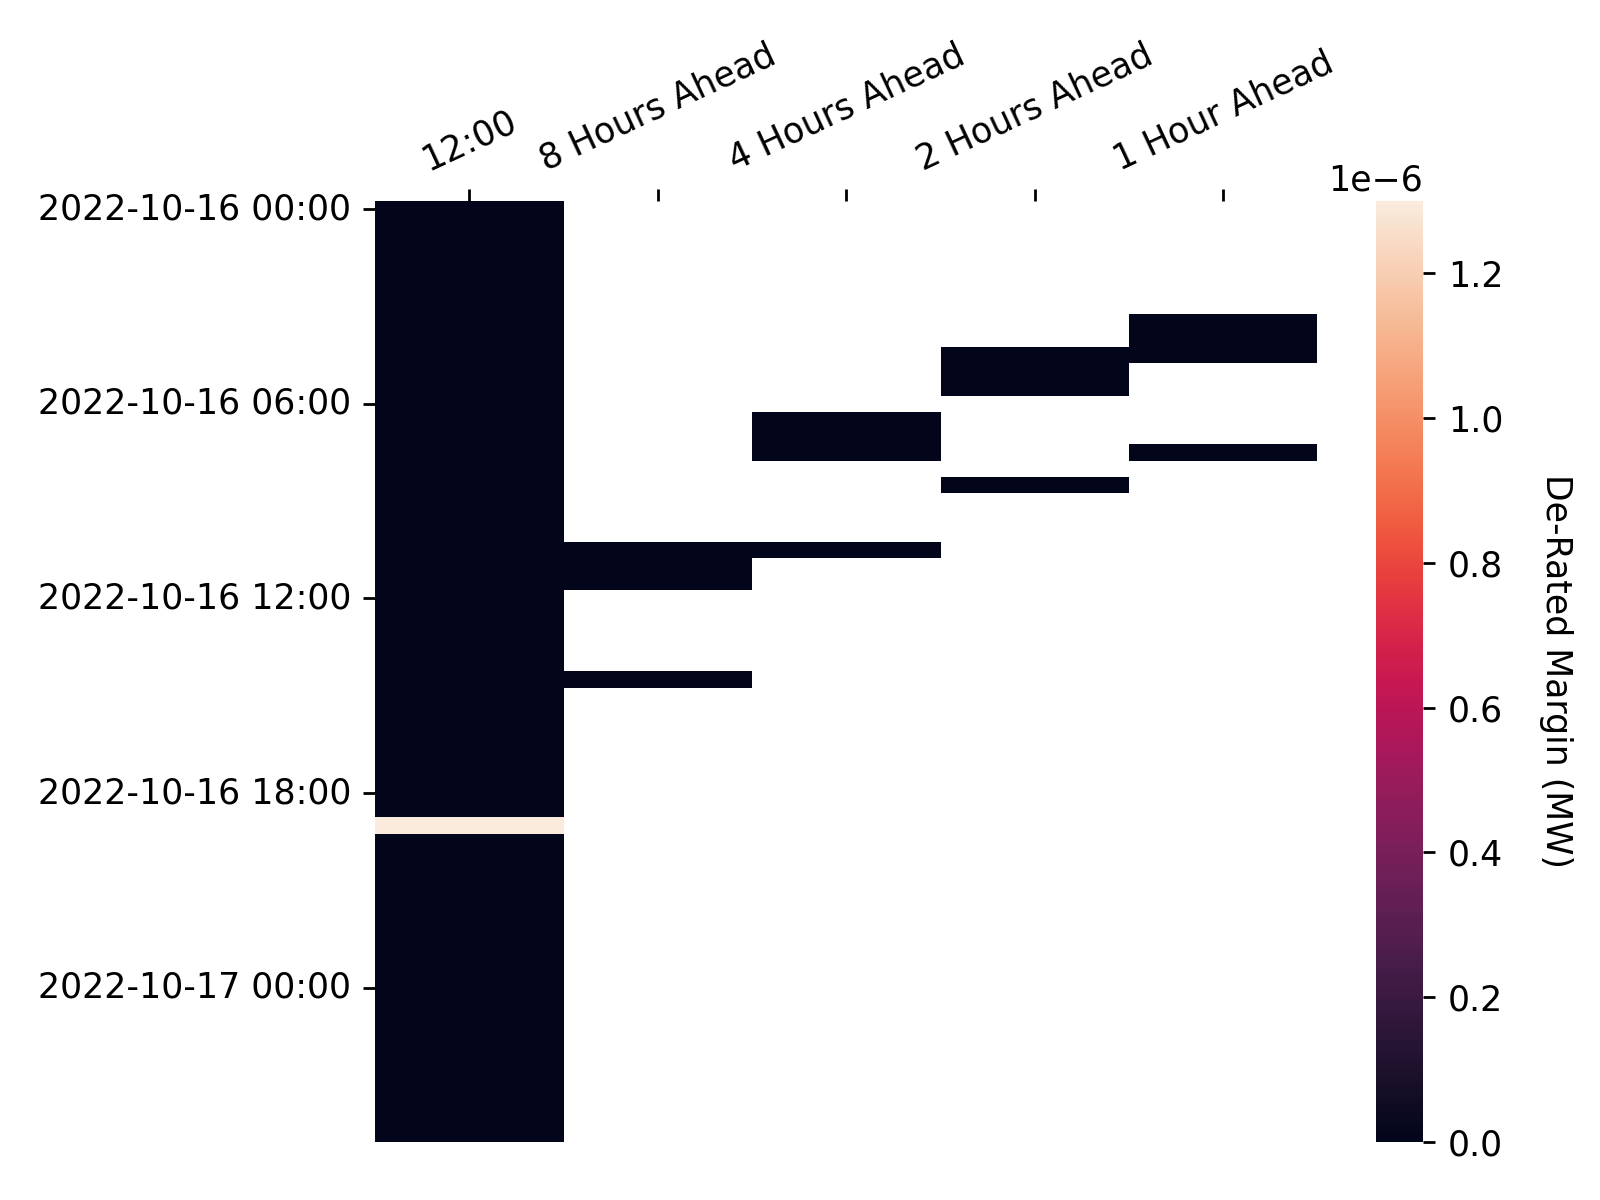 12:00
8 Hours Ahead
4 Hours Ahead
2 Hours Ahead
1 Hour Ahead
1e−6
2022-10-16 00:00
2022-10-16 06:00
2022-10-16 12:00
2022-10-16 18:00
2022-10-17 00:00
1.2
1.0
0.8
0.6
0.4
0.2
0.0
De-Rated Margin (MW)